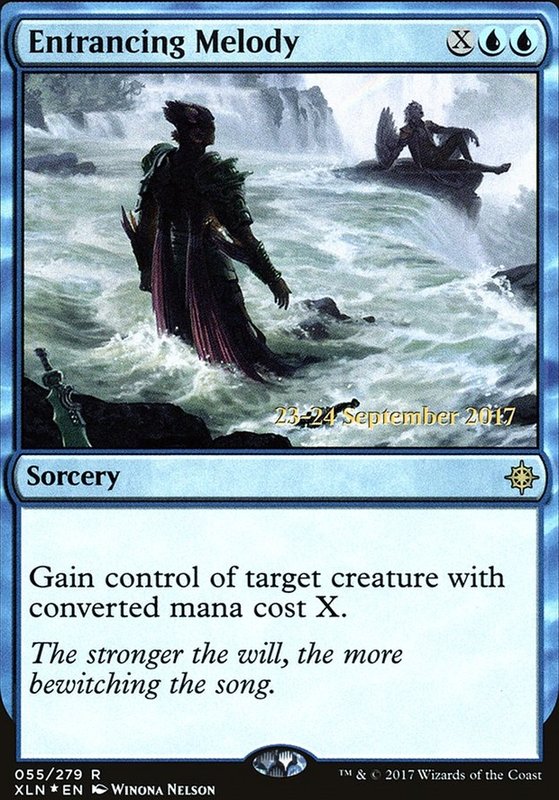 Entrancing Melody X
23-24 September 2017
Sorcery
Gain control of target creature with
converted mana cost X.
The stronger the will, the more
bewitching the song.
055/279 R
XLN ★ EN Winona Nelson
™ & © 2017 Wizards of the Coast